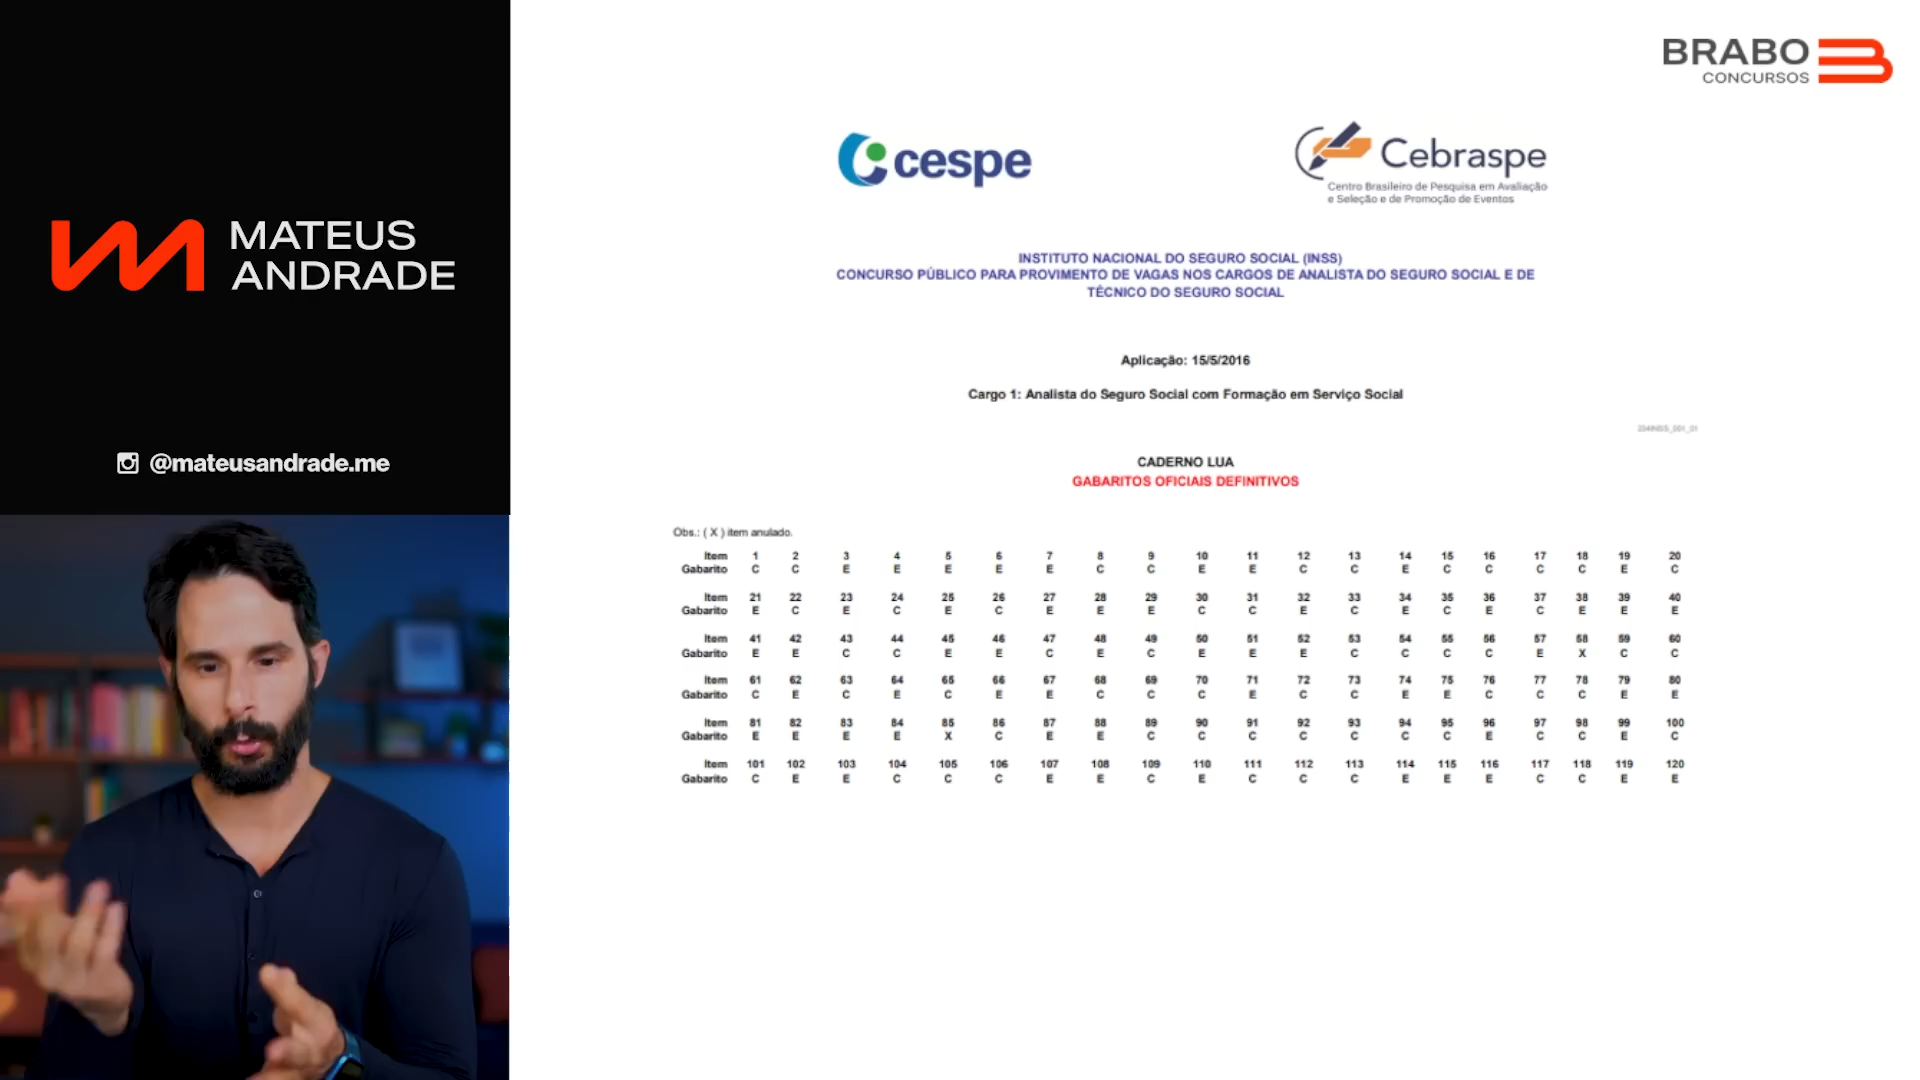 MATEUS
ANDRADE
@mateusandrade.me
BRABO
CONCURSOS
cespe
Cebraspe
Centro Brasileiro de Pesquisa em Avaliação
e Seleção e de Promoção de Eventos
INSTITUTO NACIONAL DO SEGURO SOCIAL (INSS)
CONCURSO PÚBLICO PARA PROVIMENTO DE VAGAS NOS CARGOS DE ANALISTA DO SEGURO SOCIAL E DE
TÉCNICO DO SEGURO SOCIAL
Aplicação: 15/5/2016
Cargo 1: Analista do Seguro Social com Formação em Serviço Social
CADERNO LUA
GABARITOS OFICIAIS DEFINITIVOS
Obs.: ( X ) item anulado.
Item 1 2 3 4 5 6 7 8 9 10 11 12 13 14 15 16 17 18 19 20
Gabarito C C E E E E E C C E E C C E C C C C E C
Item 21 22 23 24 25 26 27 28 29 30 31 32 33 34 35 36 37 38 39 40
Gabarito E C E C E C E E E C C E C E C E C E E E
Item 41 42 43 44 45 46 47 48 49 50 51 52 53 54 55 56 57 58 59 60
Gabarito E E C C E E C E C E E E C C C C E X C C
Item 61 62 63 64 65 66 67 68 69 70 71 72 73 74 75 76 77 78 79 80
Gabarito C E C E C E E C C C E C C E E C C C E E
Item 81 82 83 84 85 86 87 88 89 90 91 92 93 94 95 96 97 98 99 100
Gabarito E E E E X C E E C C C C C C C E C C E C
Item 101 102 103 104 105 106 107 108 109 110 111 112 113 114 115 116 117 118 119 120
Gabarito C E E C C C E E C E C C C E E E C C E E